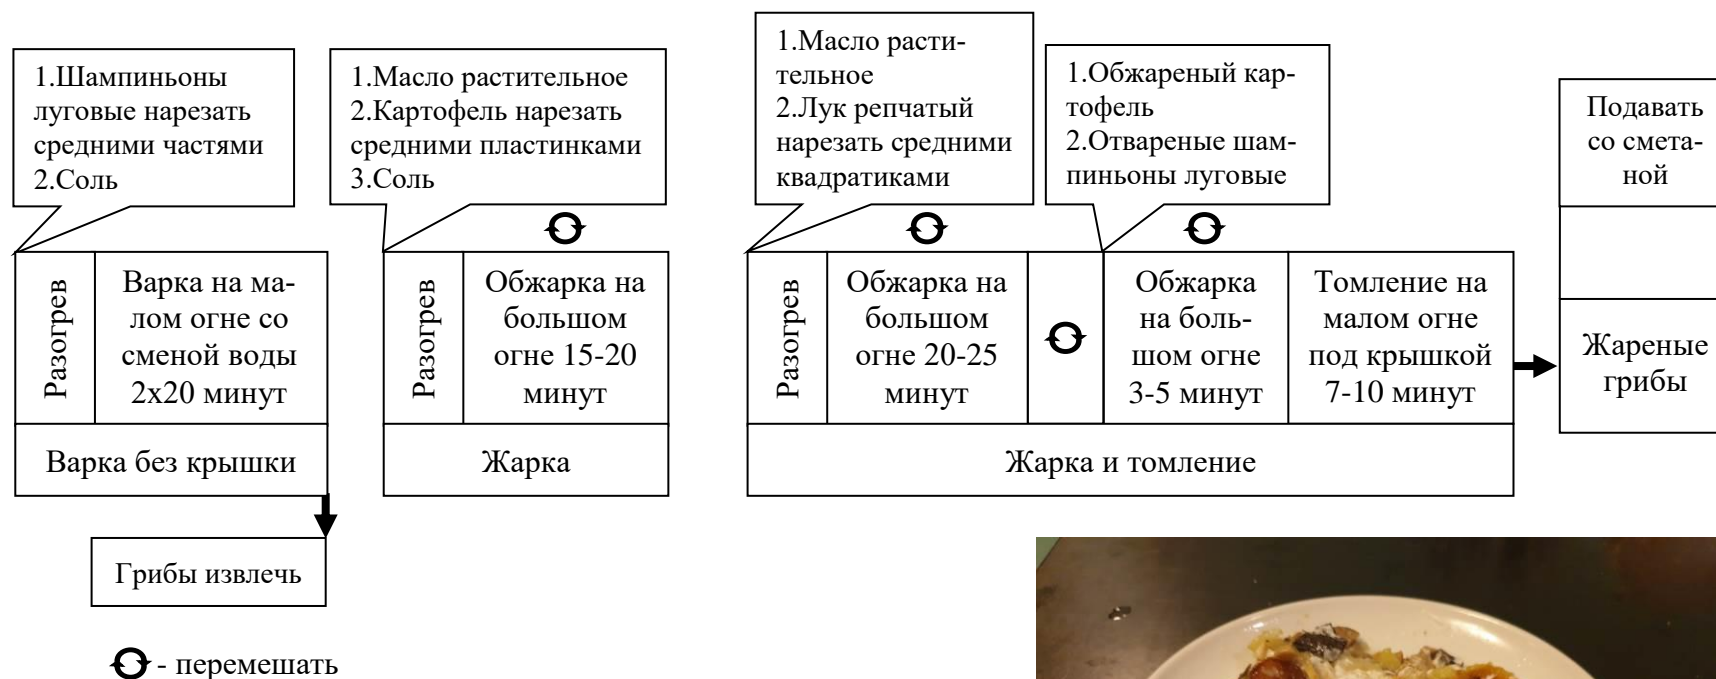 1.Шампиньоны
луговые нарезать
средними частями
2.Соль
1.Масло растительное
2.Картофель нарезать
средними пластинками
3.Соль
1.Масло расти-
тельное
2.Лук репчатый
нарезать средними
квадратиками
1.Обжареный кар-
тофель
2.Отвареные шам-
пиньоны луговые
Подавать
со смета-
ной
Разогрев
Варка на ма-
лом огне со
сменой воды
2х20 минут
Варка без крышки
Разогрев
Обжарка на
большом
огне 15-20
минут
Жарка
Разогрев
Обжарка на
большом
огне 20-25
минут
Обжарка
на боль-
шом огне
3-5 минут
Томление на
малом огне
под крышкой
7-10 минут
Жарка и томление
Жареные
грибы
Грибы извлечь
- перемешать